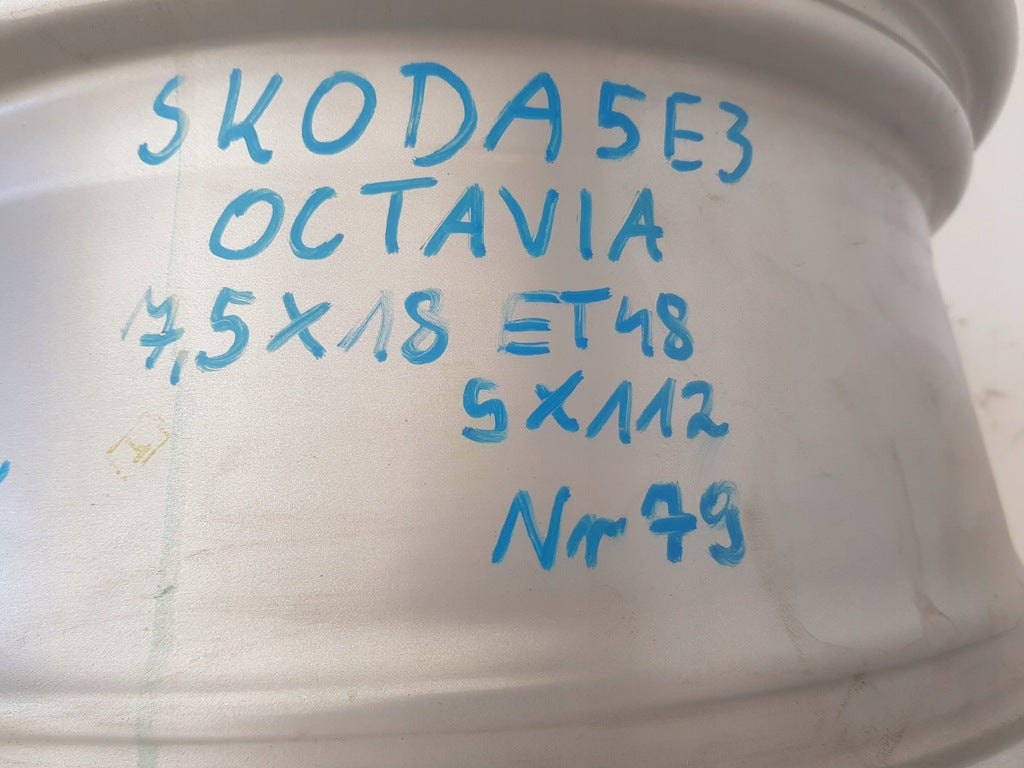 SKODA 5E3
OCTAVIA
7,5X18 ET48
5X112
Nr 79